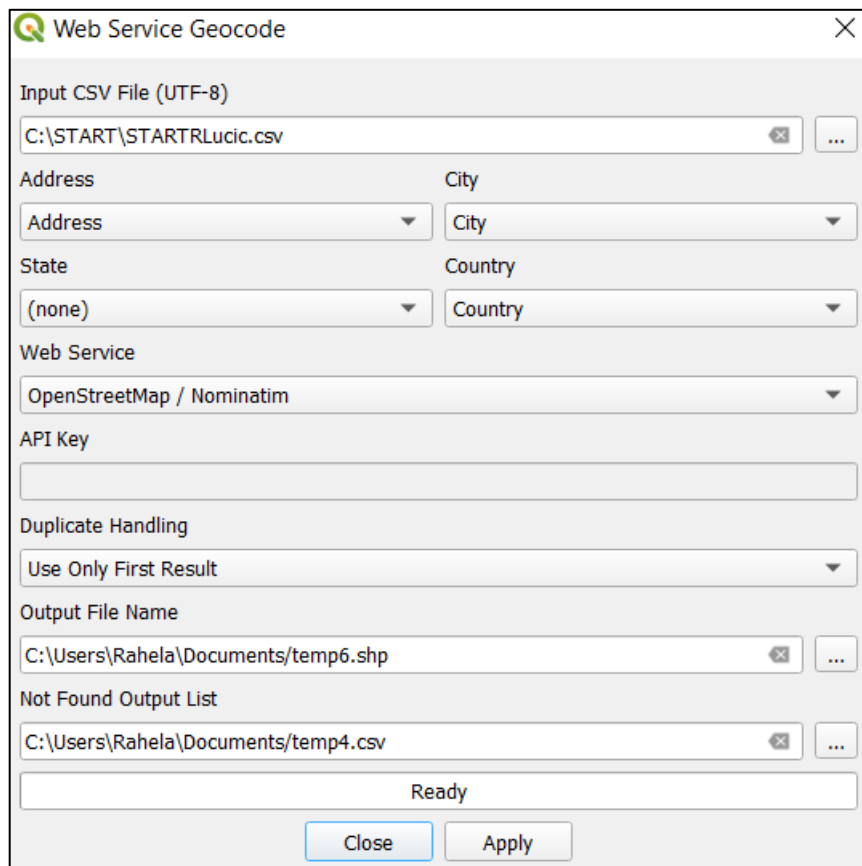 Web Service Geocode
Input CSV File (UTF-8)
C:\START\STARTRLucic.csv
...
Address City
Address City
State Country
(none) Country
Web Service
OpenStreetMap / Nominatim
API Key
Duplicate Handling
Use Only First Result
Output File Name
C:\Users\Rahela\Documents/temp6.shp
...
Not Found Output List
C:\Users\Rahela\Documents/temp4.csv
...
Ready
Close Apply